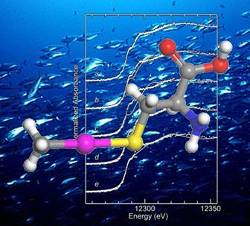 Normalized Absorbance
a
b
d
e
12300
12350
Energy (eV)